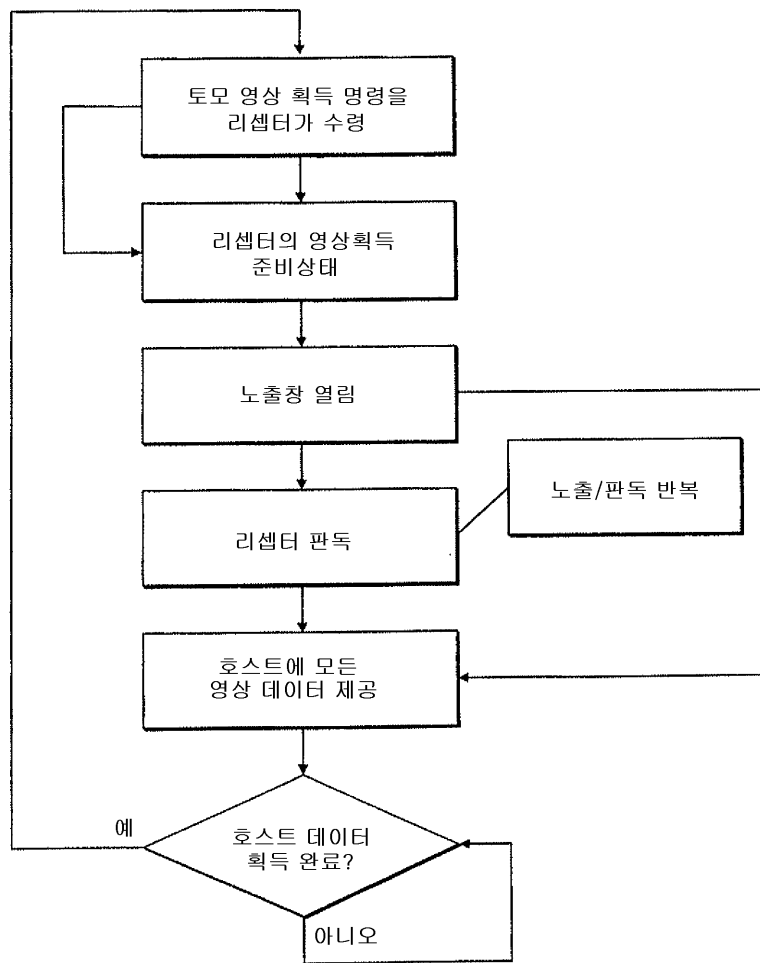 토모 영상 획득 명령을
리셉터가 수령
리셉터의 영상획득
준비상태
노출창 열림
노출/판독 반복
리셉터 판독
호스트에 모든
영상 데이터 제공
예
호스트 데이터
획득 완료?
아니오